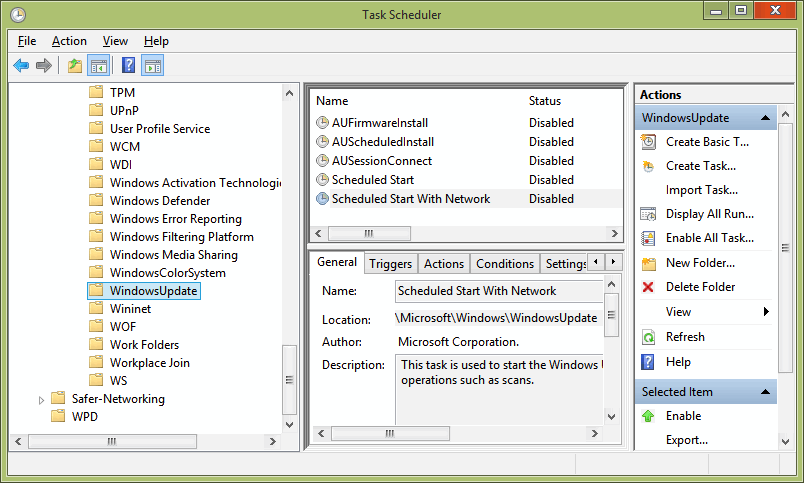 Task Scheduler
File Action View Help
TPM
UPnP
User Profile Service
WCM
WDI
Windows Activation Technologi
Windows Defender
Windows Error Reporting
Windows Filtering Platform
Windows Media Sharing
WindowsColorSystem
WindowsUpdate
Wininet
WOF
Work Folders
Workplace Join
WS
Safer-Networking
WPD
Name Status
AUFirmwareInstall Disabled
AUScheduledInstall Disabled
AUSessionConnect Disabled
Scheduled Start Disabled
Scheduled Start With Network Disabled
General Triggers Actions Conditions Settings
Name: Scheduled Start With Network
Location: \Microsoft\Windows\WindowsUpdate
Author: Microsoft Corporation.
Description: This task is used to start the Windows U
operations such as scans.
Actions
WindowsUpdate
Create Basic T...
Create Task...
Import Task...
Display All Run...
Enable All Task...
New Folder...
Delete Folder
View
Refresh
Help
Selected Item
Enable
Export...